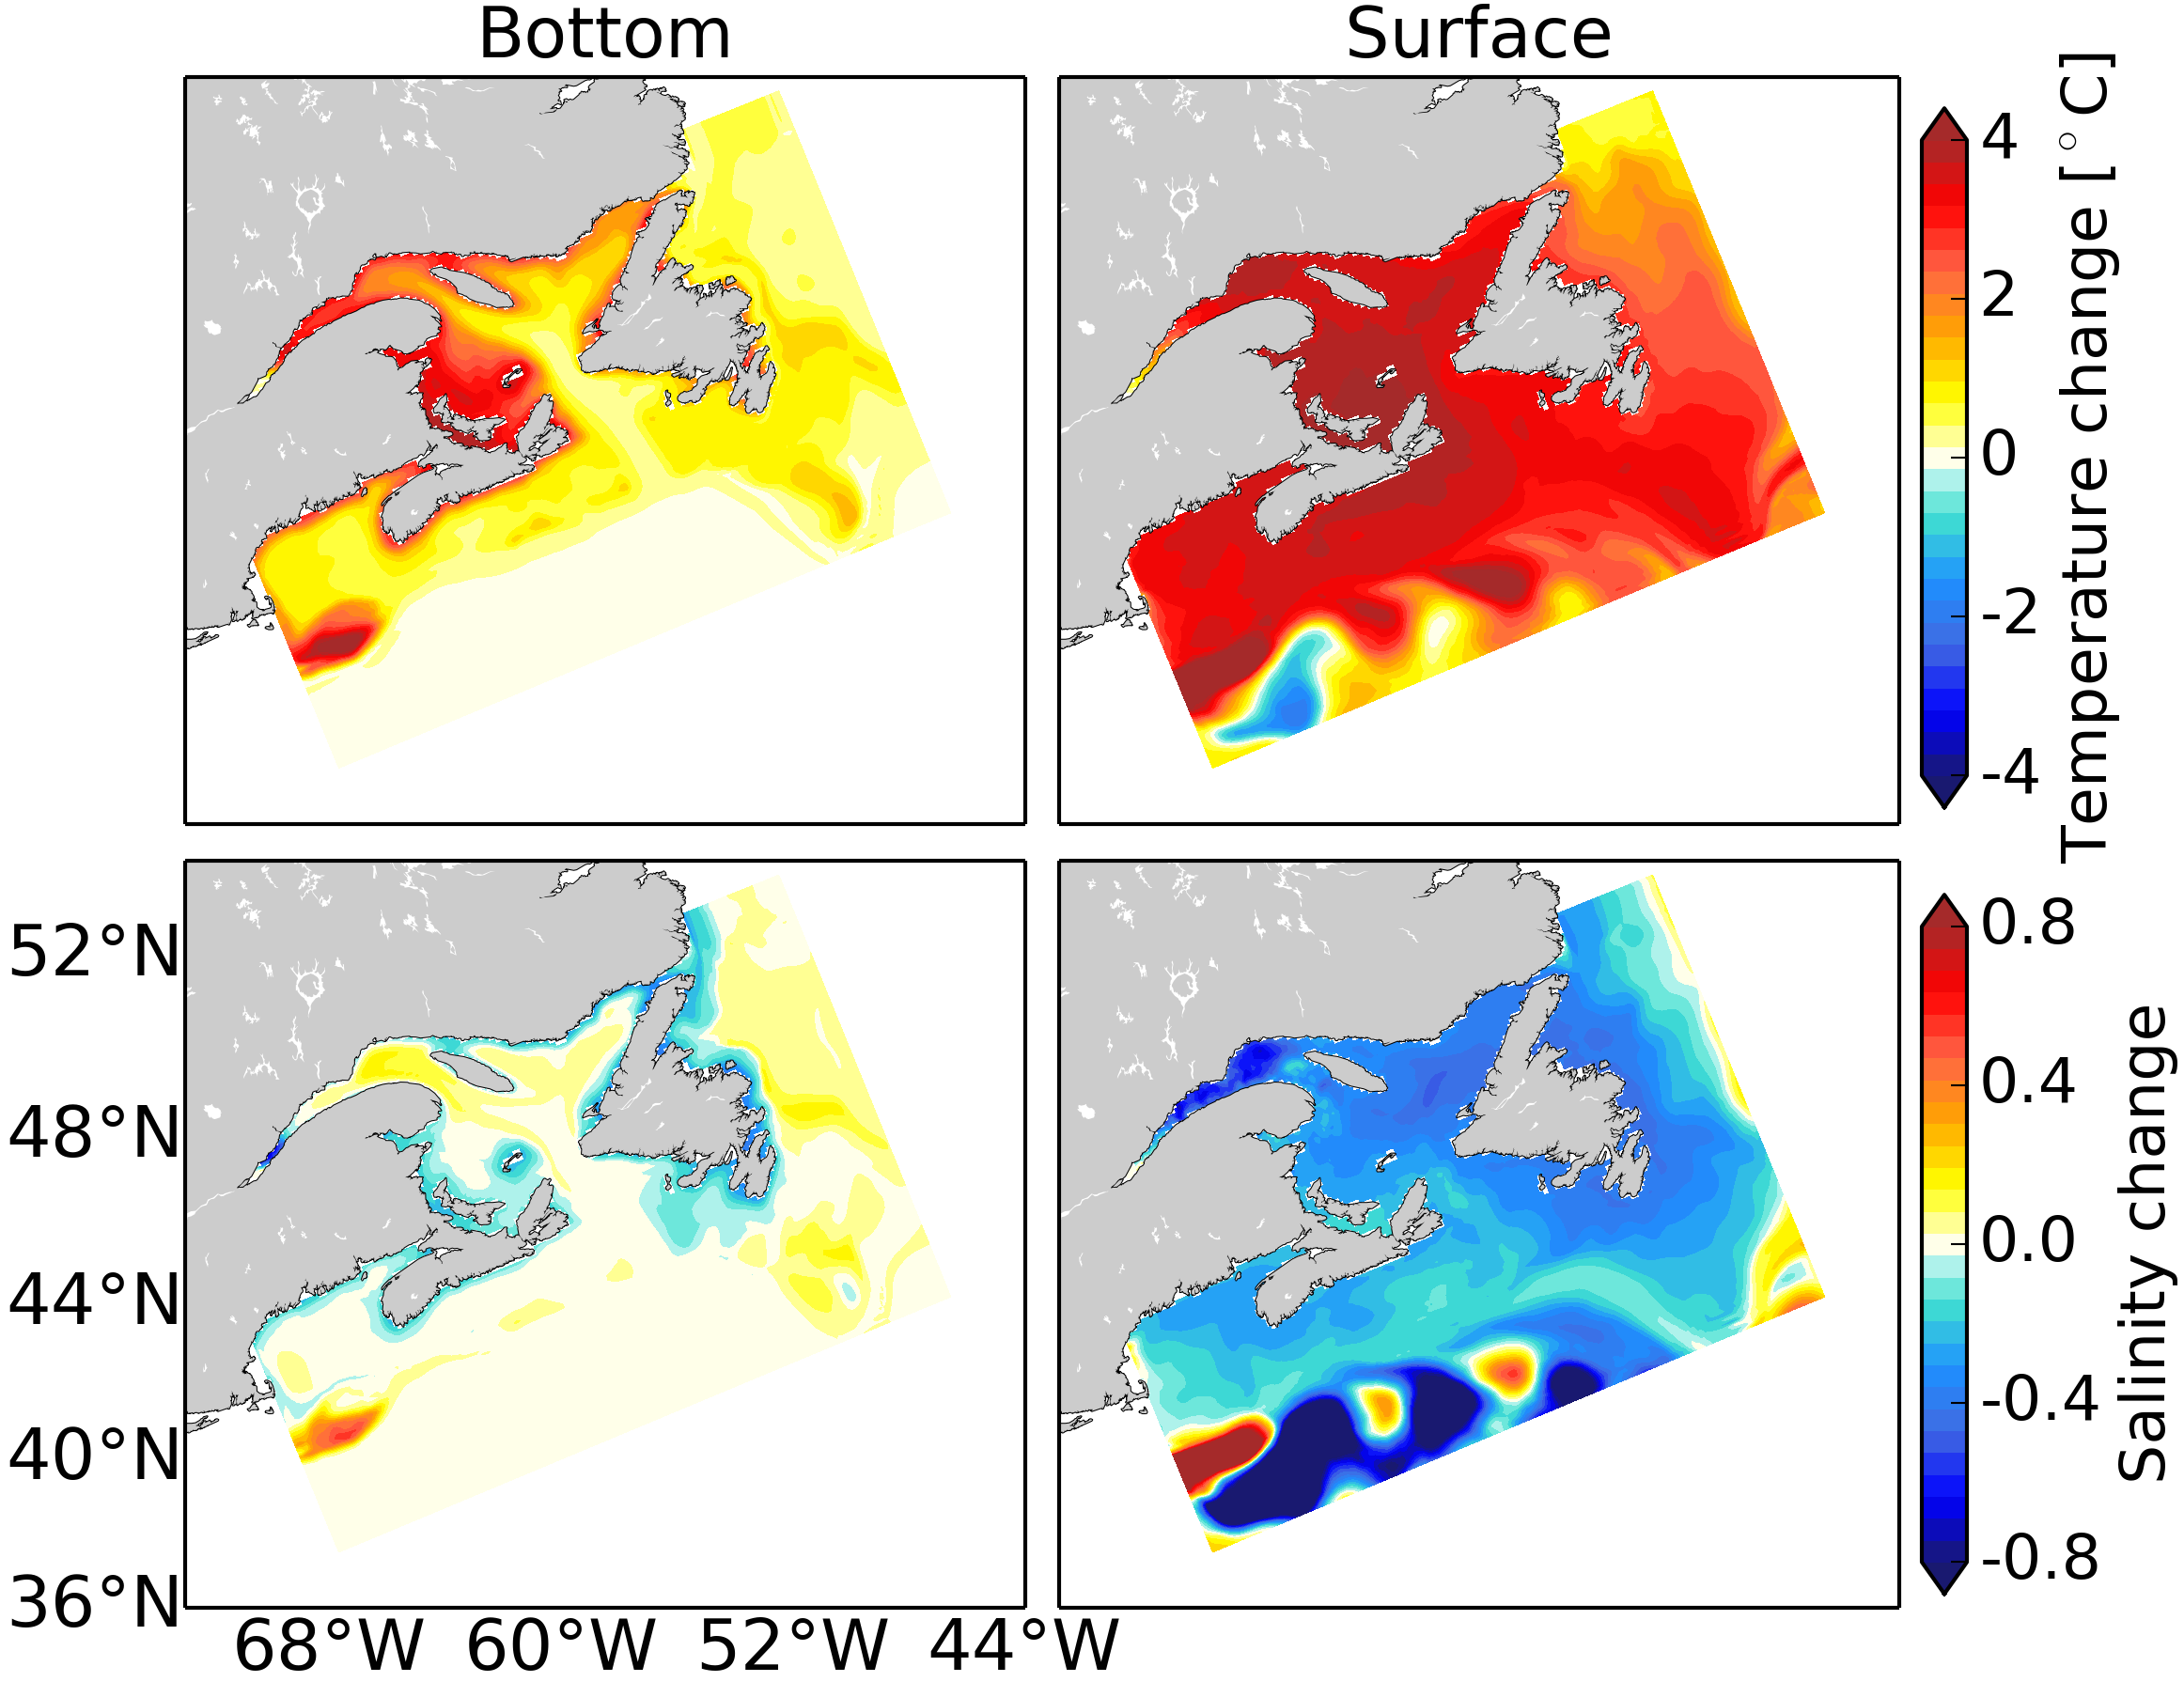 Bottom
Surface
4
2
0
-2
-4
Temperature change [°C]
52°N
48°N
44°N
40°N
36°N
68°W
60°W
52°W
44°W
0.8
0.4
0.0
-0.4
-0.8
Salinity change